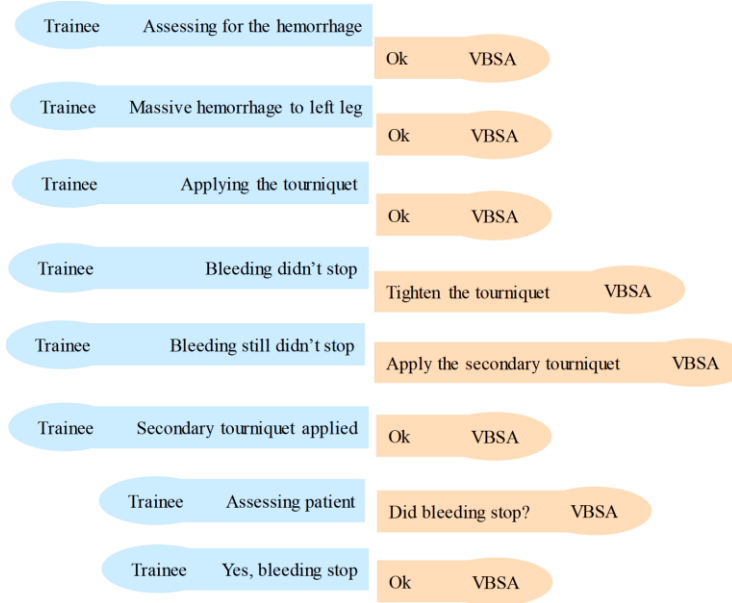 Trainee Assessing for the hemorrhage
Ok VBSA
Trainee Massive hemorrhage to left leg
Ok VBSA
Trainee Applying the tourniquet
Ok VBSA
Trainee Bleeding didn’t stop
Tighten the tourniquet VBSA
Trainee Bleeding still didn’t stop
Apply the secondary tourniquet VBSA
Trainee Secondary tourniquet applied
Ok VBSA
Trainee Assessing patient
Did bleeding stop? VBSA
Trainee Yes, bleeding stop
Ok VBSA